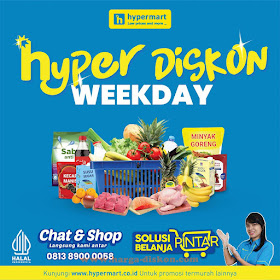 hypermart
Low prices and more...
hyper DISKON
WEEKDAY
MINYAK
GORENG
HALAL
INDONESIA
Chat & Shop
Langsung kami antar
0813 8900 0058
SOLUSI
BELANJA
PINTAR
Kunjungi www.hypermart.co.id Untuk promosi termurah lainnya